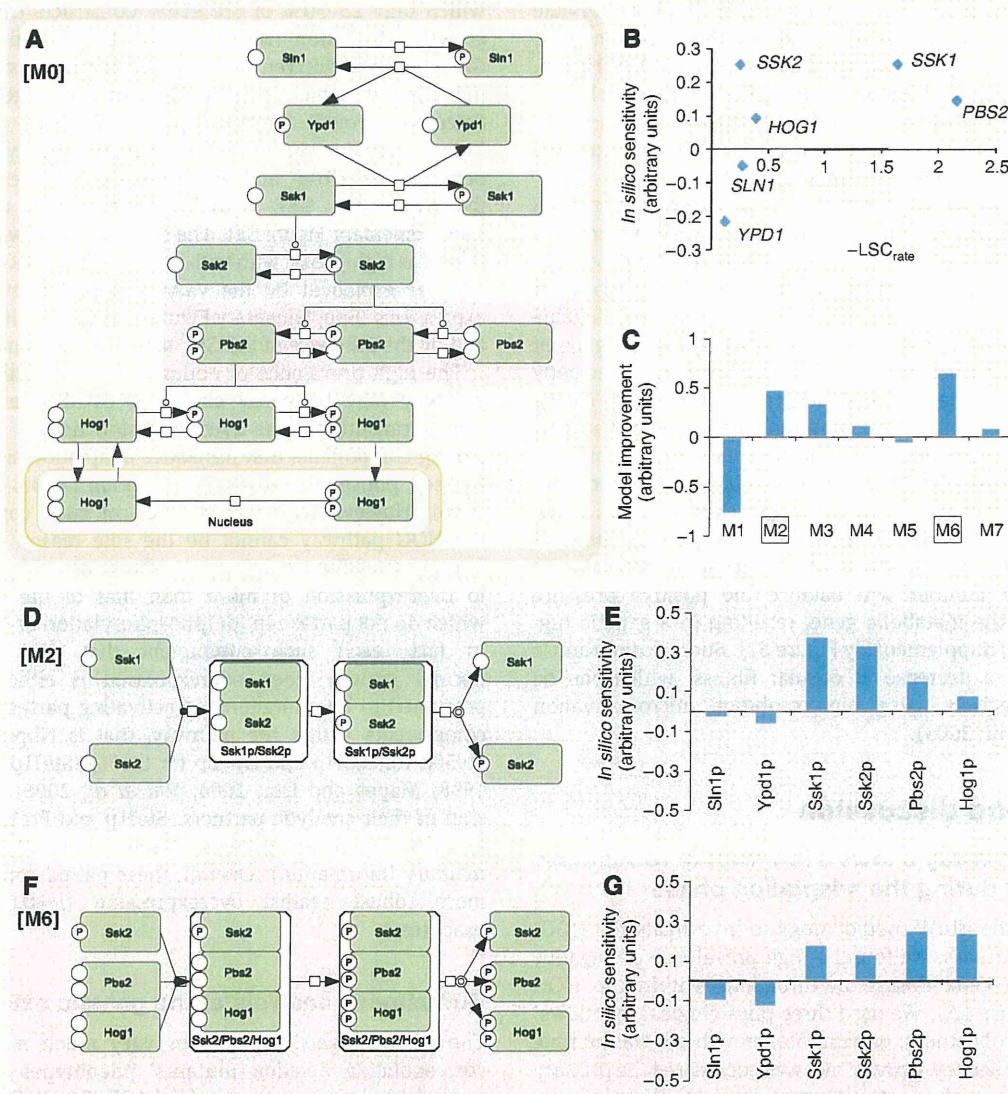 A
[M0]
Sln1
P
Sln1
P
Ypd1
Ypd1
Ssk1
P
Ssk1
Ssk2
P
Ssk2
P
P
Pbs2
P
Pbs2
Pbs2
Hog1
P
Hog1
P
P
Hog1
Hog1
P
P
Hog1
Nucleus
B
In silico sensitivity
(arbitrary units)
0.3
0.2
0.1
0
−0.1
−0.2
−0.3
SSK2
SSK1
PBS2
HOG1
0.5
1
1.5
2
2.5
SLN1
YPD1
−LSCrate
C
Model improvement
(arbitrary units)
1
0.5
0
−0.5
−1
M1
M2
M3
M4
M5
M6
M7
D
[M2]
Ssk1
Ssk2
Ssk1
Ssk2
Ssk1p/Ssk2p
Ssk1
P
Ssk2
Ssk1p/Ssk2p
Ssk1
P
Ssk2
E
In silico sensitivity
(arbitrary units)
0.5
0.3
0.1
−0.1
−0.3
−0.5
Sln1p
Ypd1p
Ssk1p
Ssk2p
Pbs2p
Hog1p
F
[M6]
P
Ssk2
Pbs2
Hog1
P
Ssk2
Pbs2
Hog1
Ssk2/Pbs2/Hog1
P
Ssk2
P
P
Pbs2
P
P
Hog1
Ssk2/Pbs2/Hog1
P
Ssk2
P
P
Pbs2
P
P
Hog1
G
In silico sensitivity
(arbitrary units)
0.5
0.3
0.1
−0.1
−0.3
−0.5
Sln1p
Ypd1p
Ssk1p
Ssk2p
Pbs2p
Hog1p